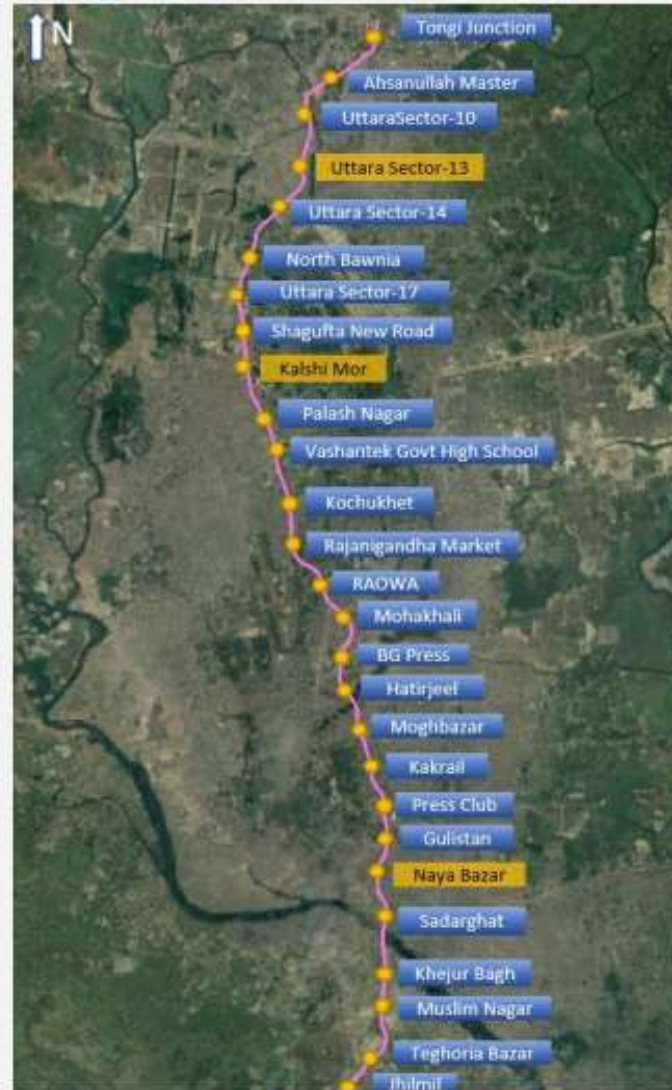 N
Tongi Junction
Ahsanullah Master
UttaraSector-10
Uttara Sector-13
Uttara Sector-14
North Bawnia
Uttara Sector-17
Shagufta New Road
Kalshi Mor
Palash Nagar
Vashantek Govt High School
Kochukhet
Rajanigandha Market
RAOWA
Mohakhali
BG Press
Hatirjeel
Moghbazar
Kakrail
Press Club
Gulistan
Naya Bazar
Sadarghat
Khejur Bagh
Muslim Nagar
Teghoria Bazar
Jhilmil